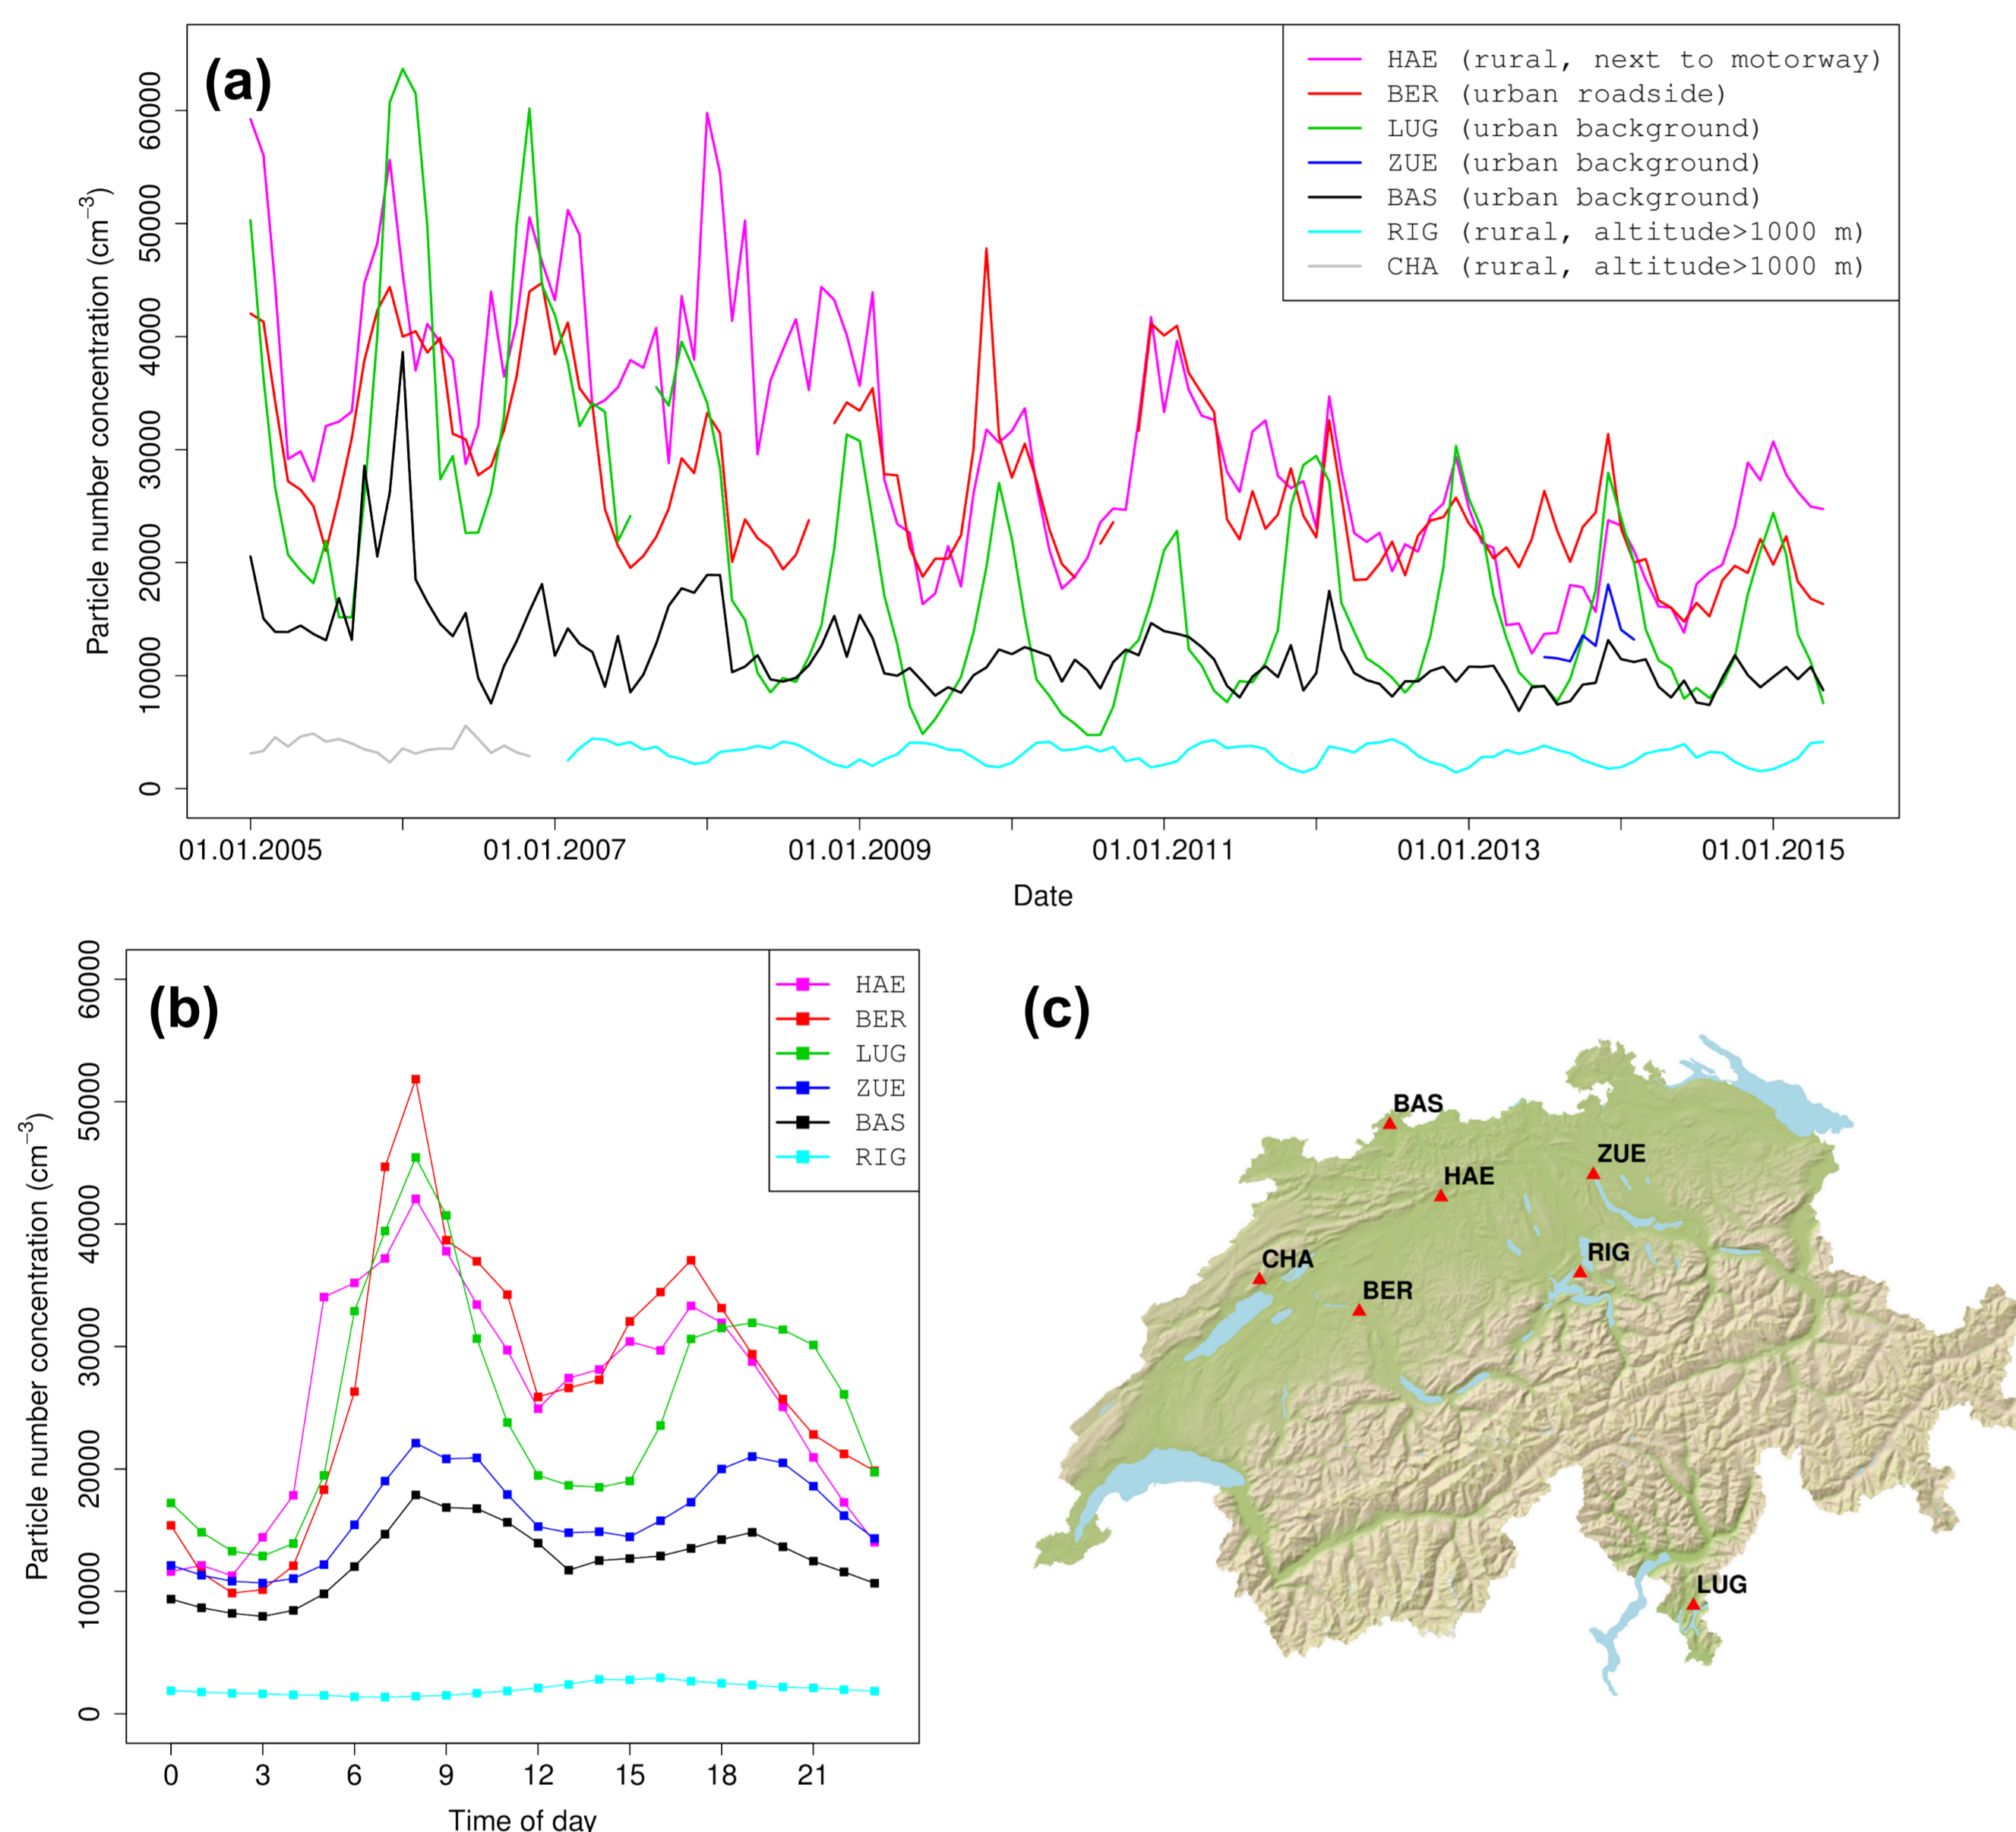 (a)
HAE (rural, next to motorway)
BER (urban roadside)
LUG (urban background)
ZUE (urban background)
BAS (urban background)
RIG (rural, altitude>1000 m)
CHA (rural, altitude>1000 m)
Particle number concentration (cm⁻³)
60000
50000
40000
30000
20000
10000
0
01.01.2005 01.01.2007 01.01.2009 01.01.2011 01.01.2013 01.01.2015
Date
(b)
HAE
BER
LUG
ZUE
BAS
RIG
Particle number concentration (cm⁻³)
60000
50000
40000
30000
20000
10000
0
0 3 6 9 12 15 18 21
Time of day
(c)
BAS
ZUE
HAE
RIG
CHA
BER
LUG